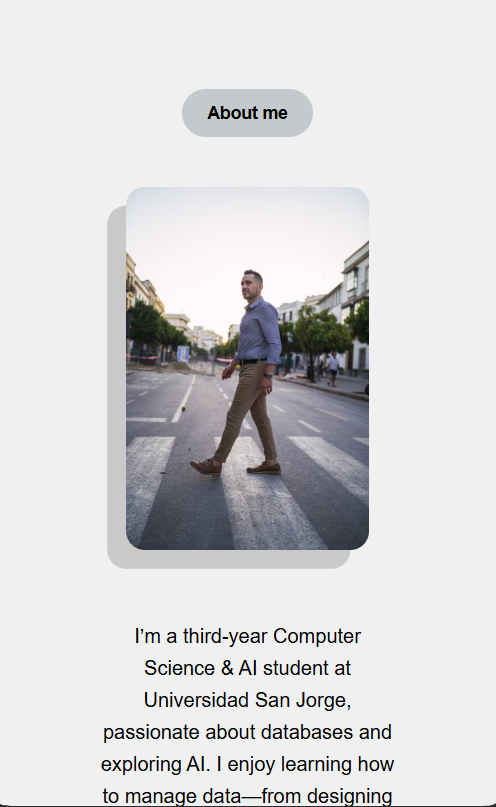 About me
I’m a third-year Computer
Science & AI student at
Universidad San Jorge,
passionate about databases and
exploring AI. I enjoy learning how
to manage data—from designing